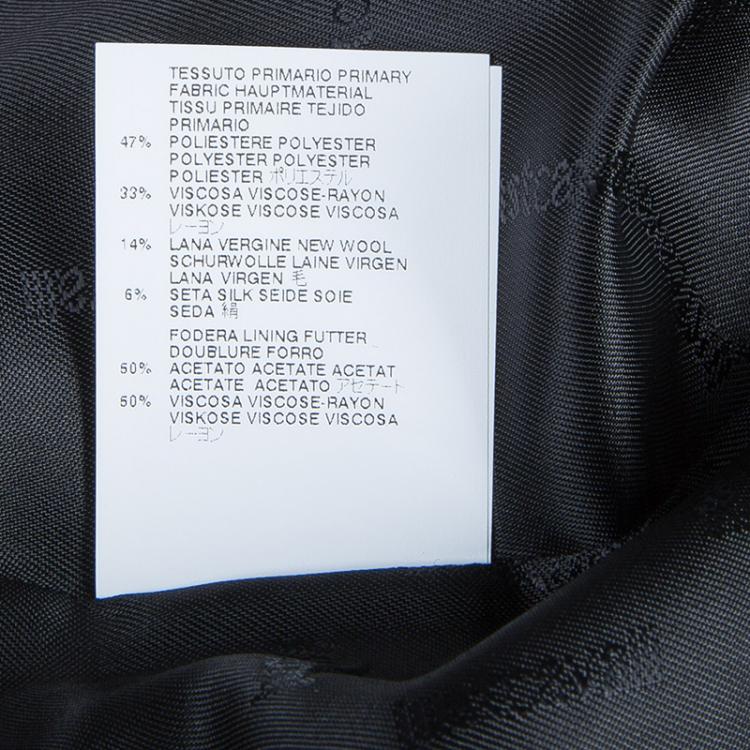 TESSUTO PRIMARIO PRIMARY
FABRIC HAUPTMATERIAL
TISSU PRIMAIRE TEJIDO
PRIMARIO
47% POLIESTERE POLYESTER
POLYESTER POLYESTER
POLIESTER ポリエステル
33% VISCOSA VISCOSE-RAYON
VISKOSE VISCOSE VISCOSA
レーヨン
14% LANA VERGINE NEW WOOL
SCHURWOLLE LAINE VIRGEN
LANA VIRGEN 毛
6% SETA SILK SEIDE SOIE
SEDA 絹
FODERA LINING FUTTER
DOUBLURE FORRO
50% ACETATO ACETATE ACETAT
ACETATE ACETATO アセテート
50% VISCOSA VISCOSE-RAYON
VISKOSE VISCOSE VISCOSA
レーヨン